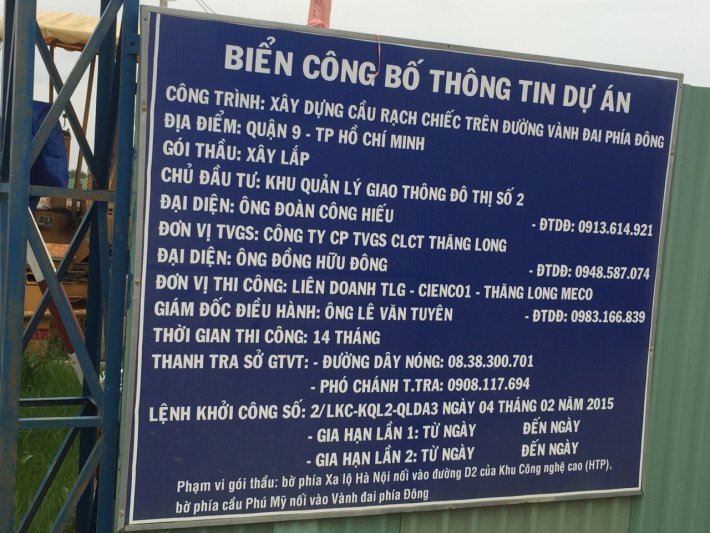 BIỂN CÔNG BỐ THÔNG TIN DỰ ÁN
CÔNG TRÌNH: XÂY DỰNG CẦU RẠCH CHIẾC TRÊN ĐƯỜNG VÀNH ĐAI PHÍA ĐÔNG
ĐỊA ĐIỂM: QUẬN 9 - TP HỒ CHÍ MINH
GÓI THẦU: XÂY LẮP
CHỦ ĐẦU TƯ: KHU QUẢN LÝ GIAO THÔNG ĐÔ THỊ SỐ 2
ĐẠI DIỆN: ÔNG ĐOÀN CÔNG HIẾU - ĐTDĐ: 0913.614.921
ĐƠN VỊ TVGS: CÔNG TY CP TVGS CLCT THĂNG LONG
ĐẠI DIỆN: ÔNG ĐỒNG HỮU ĐÔNG - ĐTDĐ: 0948.587.074
ĐƠN VỊ THI CÔNG: LIÊN DOANH TLG - CIENCO1 - THĂNG LONG MECO
GIÁM ĐỐC ĐIỀU HÀNH: ÔNG LÊ VĂN TUYÊN - ĐTDĐ: 0983.166.839
THỜI GIAN THI CÔNG: 14 THÁNG
THANH TRA SỞ GTVT: - ĐƯỜNG DÂY NÓNG: 08.38.300.701
- PHÓ CHÁNH T.TRA: 0908.117.694
LỆNH KHỞI CÔNG SỐ: 2/LKC-KQL2-QLDA3 NGÀY 04 THÁNG 02 NĂM 2015
- GIA HẠN LẦN 1: TỪ NGÀY ĐẾN NGÀY
- GIA HẠN LẦN 2: TỪ NGÀY ĐẾN NGÀY
Phạm vi gói thầu: bờ phía Xa lộ Hà Nội nối vào đường D2 của Khu Công nghệ cao (HTP),
bờ phía cầu Phú Mỹ nối vào Vành đai phía Đông